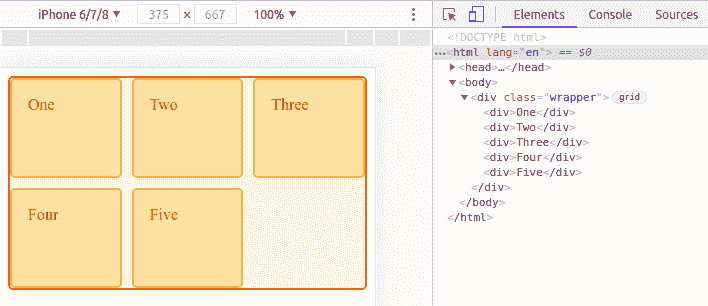 iPhone 6/7/8 ▼ 375 × 667 100% ▼
Elements Console Sources
One Two Three
Four Five
<!DOCTYPE html>
…<html lang="en"> == $0
<head>…</head>
<body>
<div class="wrapper"> grid
<div>One</div>
<div>Two</div>
<div>Three</div>
<div>Four</div>
<div>Five</div>
</div>
</body>
</html>